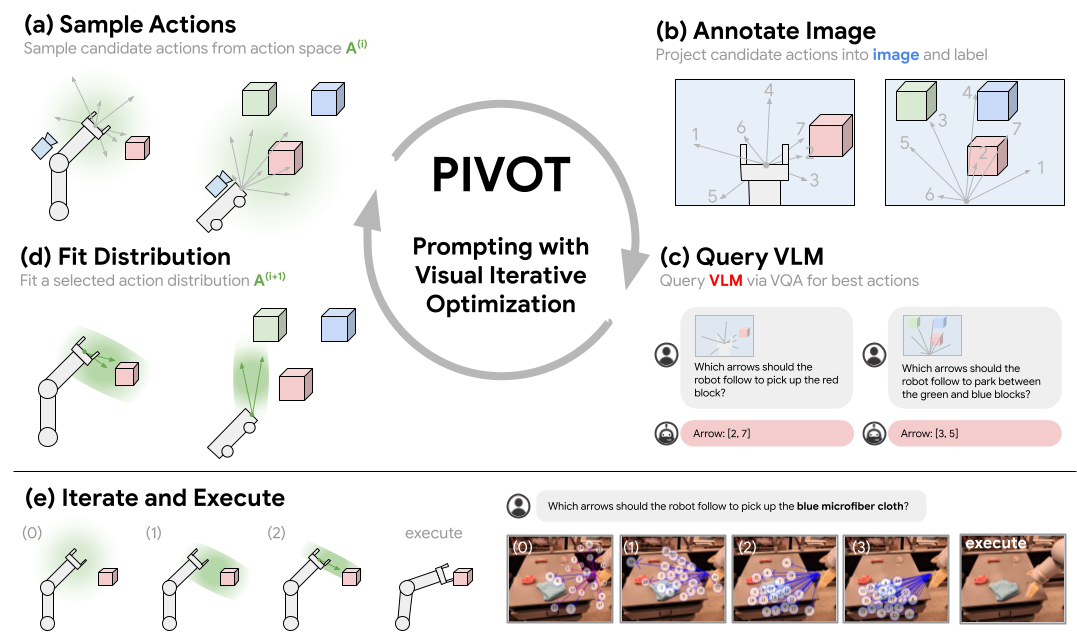 (a) Sample Actions
Sample candidate actions from action space A(i)
(b) Annotate Image
Project candidate actions into image and label
1
6
4
7
2
3
5
5
3
4
2
7
1
6
PIVOT
Prompting with
Visual Iterative
Optimization
(d) Fit Distribution
Fit a selected action distribution A(i+1)
(c) Query VLM
Query VLM via VQA for best actions
Which arrows should the
robot follow to pick up the red
block?
Arrow: [2, 7]
Which arrows should the
robot follow to park between
the green and blue blocks?
Arrow: [3, 5]
(e) Iterate and Execute
(0)
(1)
(2)
execute
Which arrows should the robot follow to pick up the blue microfiber cloth?
(0)
(1)
(2)
(3)
execute